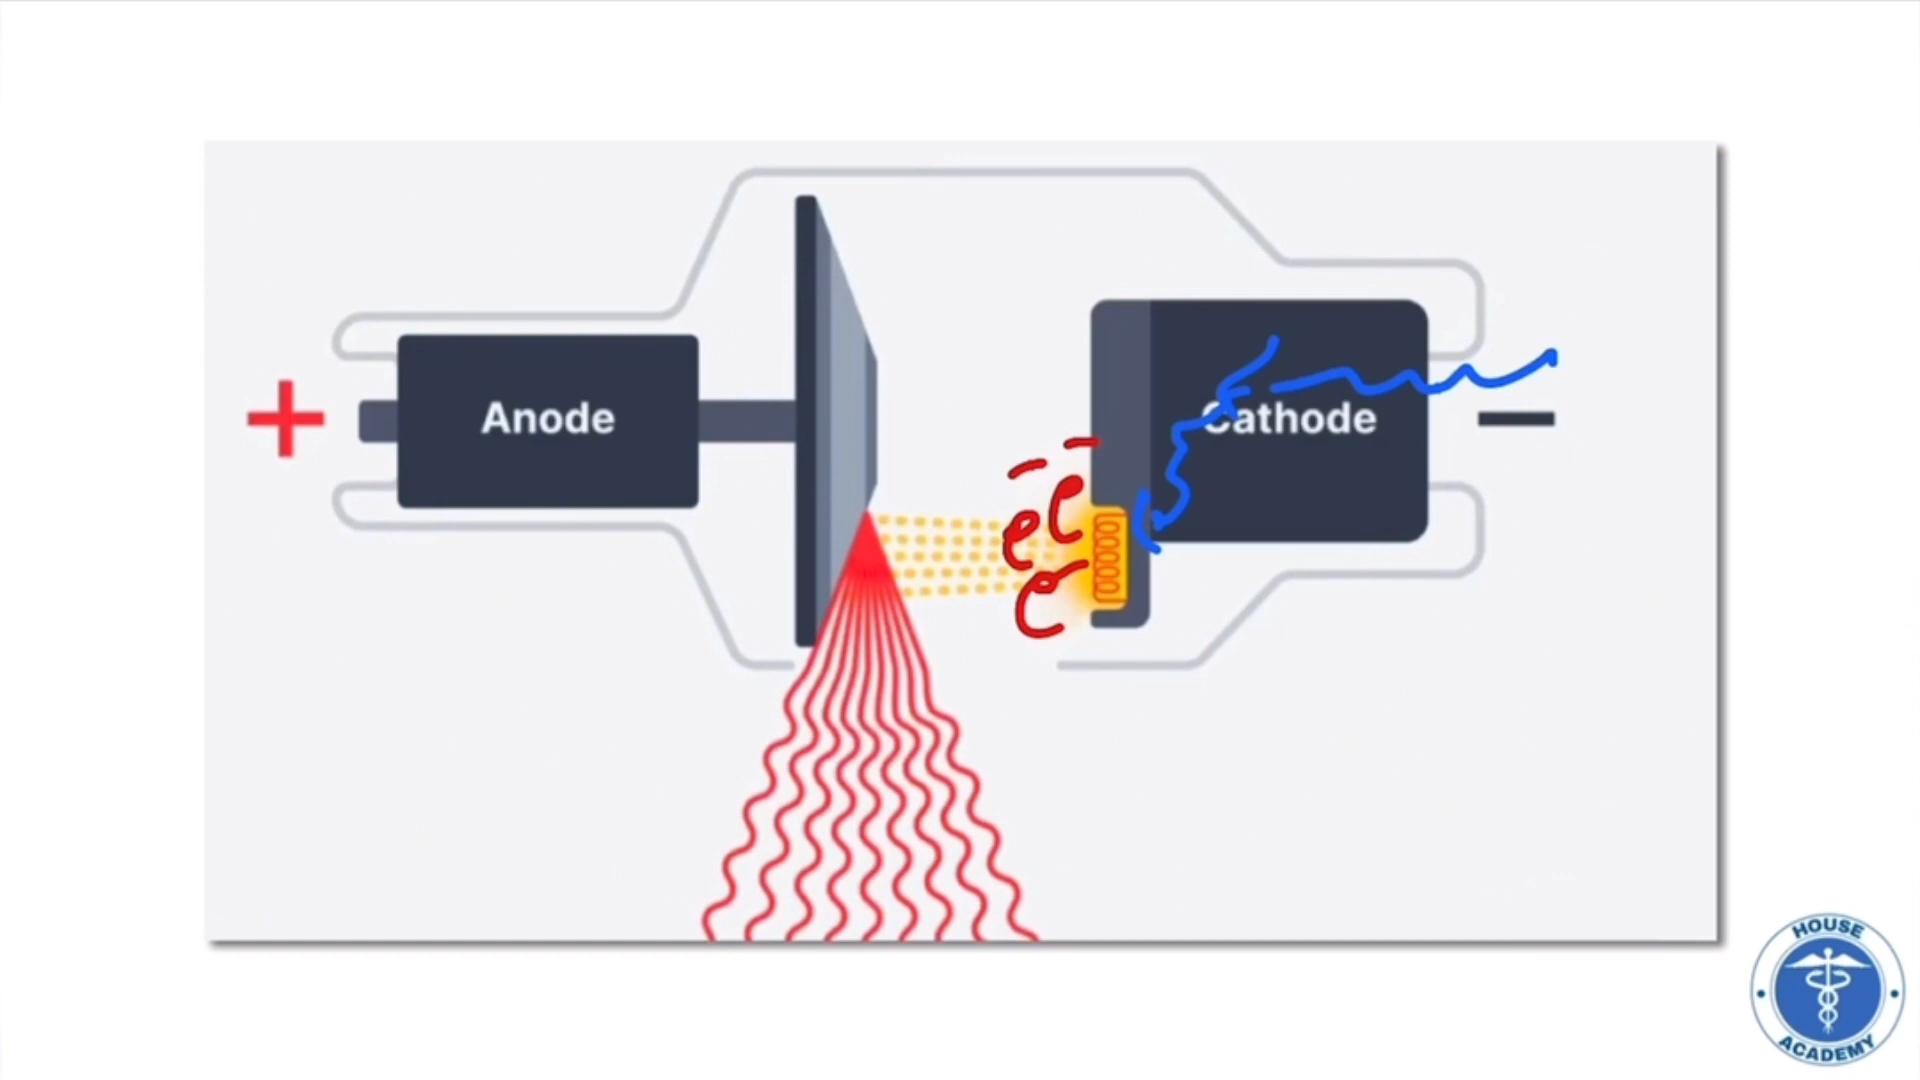 + Anode
Cathode −
e⁻ e⁻
e
HOUSE
ACADEMY